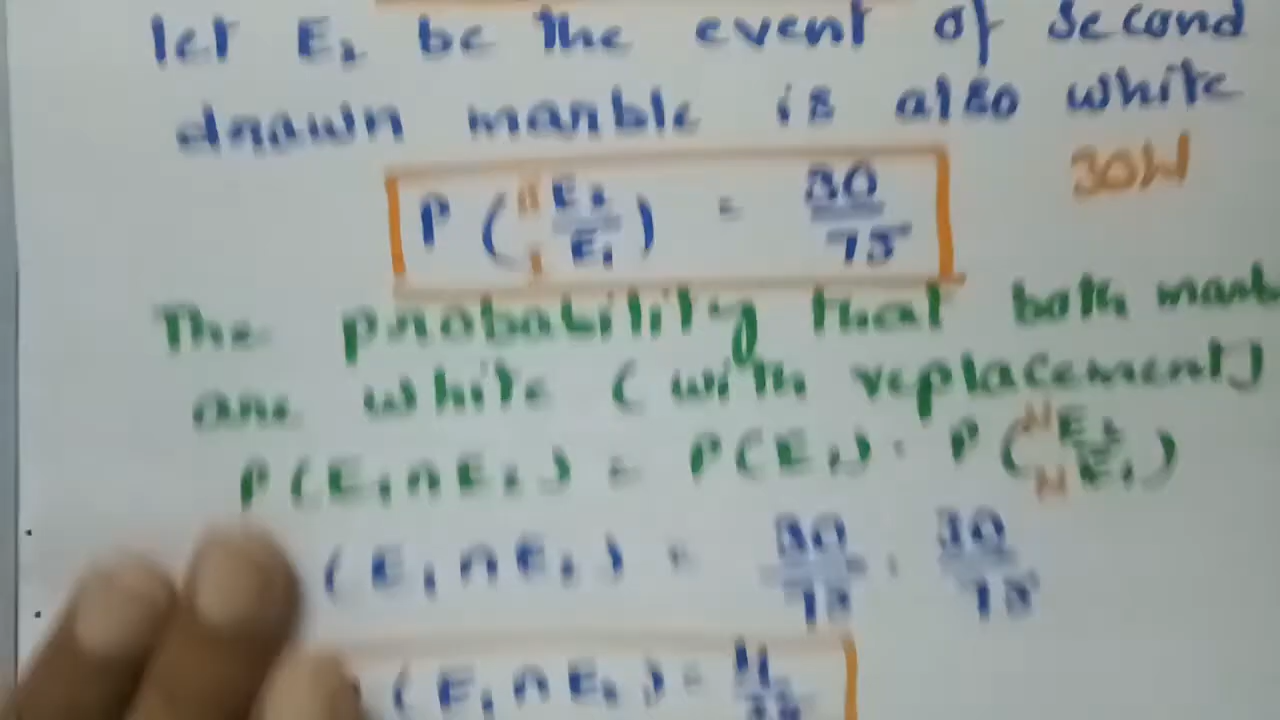 let E₂ be the event of second
drawn marble is also white
30W
P(E₂/E₁) = 30/75
The probability that both marb
are white (with replacement)
P(E₁∩E₂) = P(E₁) · P(E₂/E₁)
(E₁∩E₂) = 30/75 · 30/75
(E₁∩E₂) = 4/25